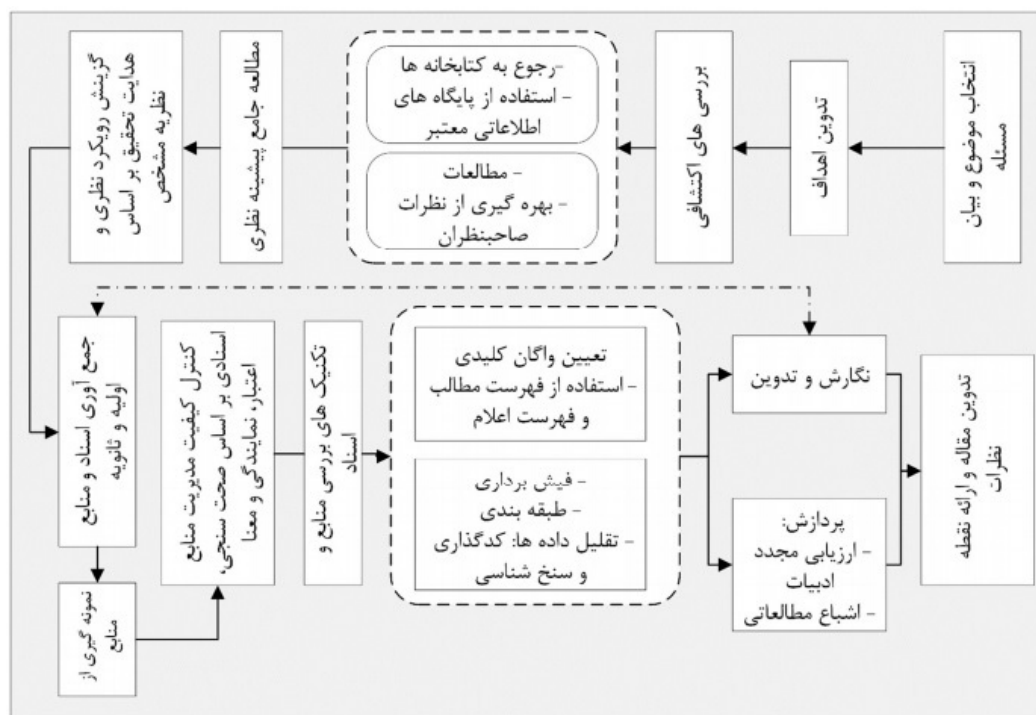 انتخاب موضوع و بیان
مسئله
تدوین اهداف
بررسی های اکتشافی
-رجوع به کتابخانه ها
- استفاده از پایگاه های
اطلاعاتی معتبر
- مطالعات
- بهره گیری از نظرات
صاحبنظران
مطالعه جامع پیشینه نظری
گزینش رویکرد نظری و
هدایت تحقیق بر اساس
نظریه مشخص
جمع آوری اسناد و منابع
اولیه و ثانویه
نمونه گیری از
منابع
کنترل کیفیت مدیریت منابع
اسنادی بر اساس صحت سنجی،
اعتبار، نمایندگی و معنا
تکنیک های بررسی منابع و
اسناد
تعیین واگان کلیدی
- استفاده از فهرست مطالب
و فهرست اعلام
- فیش برداری
- طبقه بندی
- تقلیل داده ها: کدگذاری
و سنخ شناسی
نگارش و تدوین
پردازش:
- ارزیابی مجدد
ادبیات
- اشباع مطالعاتی
تدوین مقاله و ارائه نقطه
نظرات